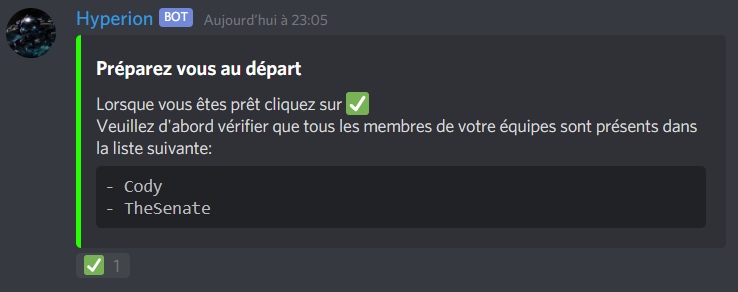 Hyperion BOT Aujourd'hui à 23:05
Préparez vous au départ
Lorsque vous êtes prêt cliquez sur ✅
Veuillez d'abord vérifier que tous les membres de votre équipes sont présents dans
la liste suivante:
- Cody
- TheSenate
✅ 1